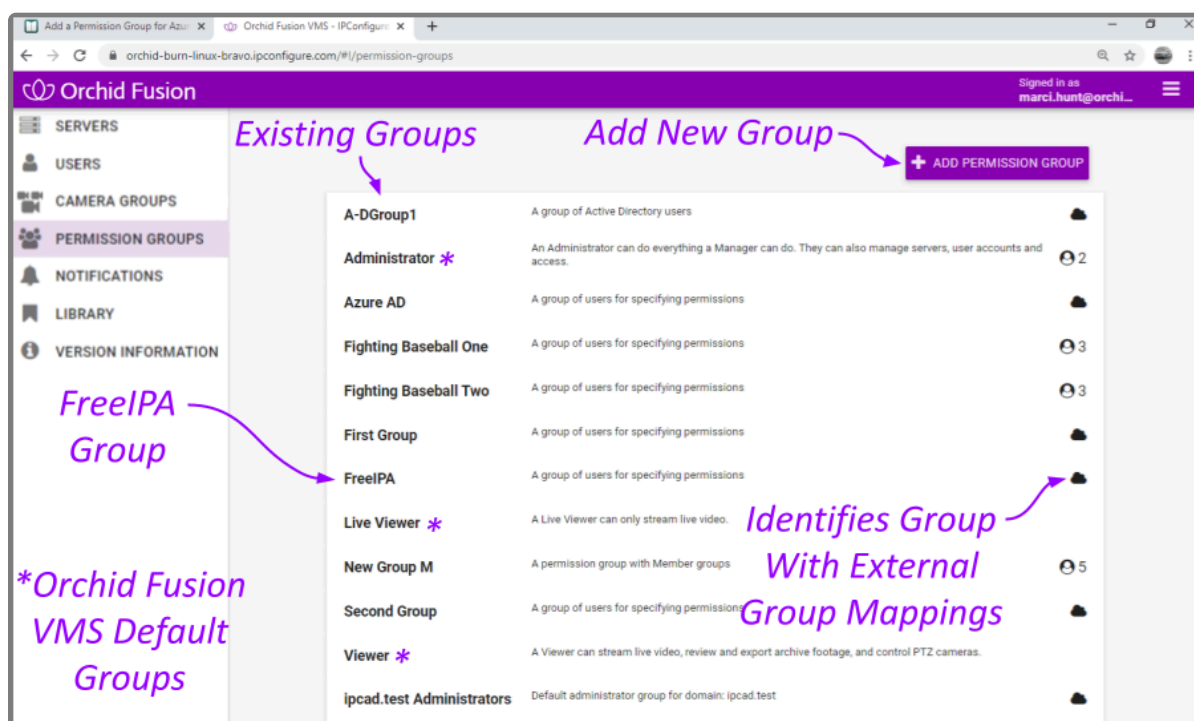 Add a Permission Group for Azur
Orchid Fusion VMS - IPConfigure
orchid-burn-linux-bravo.ipconfigure.com/#!/permission-groups
Orchid Fusion
Signed in as
marci.hunt@orchi...
SERVERS
USERS
CAMERA GROUPS
PERMISSION GROUPS
NOTIFICATIONS
LIBRARY
VERSION INFORMATION
Existing Groups
Add New Group
+ ADD PERMISSION GROUP
A-DGroup1 A group of Active Directory users
Administrator * An Administrator can do everything a Manager can do. They can also manage servers, user accounts and
access.
2
Azure AD A group of users for specifying permissions
Fighting Baseball One A group of users for specifying permissions 3
Fighting Baseball Two A group of users for specifying permissions 3
First Group A group of users for specifying permissions
FreeIPA A group of users for specifying permissions
Live Viewer * A Live Viewer can only stream live video.
New Group M A permission group with Member groups 5
Second Group A group of users for specifying permissions
Viewer * A Viewer can stream live video, review and export archive footage, and control PTZ cameras.
ipcad.test Administrators Default administrator group for domain: ipcad.test
FreeIPA
Group
Identifies Group
With External
Group Mappings
*Orchid Fusion
VMS Default
Groups